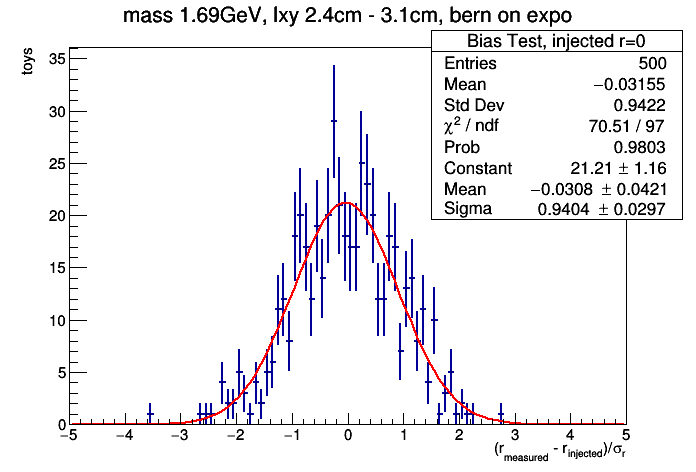 mass 1.69GeV, lxy 2.4cm - 3.1cm, bern on expo
toys
Bias Test, injected r=0
Entries 500
Mean −0.03155
Std Dev 0.9422
χ² / ndf 70.51 / 97
Prob 0.9803
Constant 21.21 ± 1.16
Mean −0.0308 ± 0.0421
Sigma 0.9404 ± 0.0297
35
30
25
20
15
10
5
0
−5 −4 −3 −2 −1 0 1 2 3 4 5
(r_measured - r_injected)/σ_r